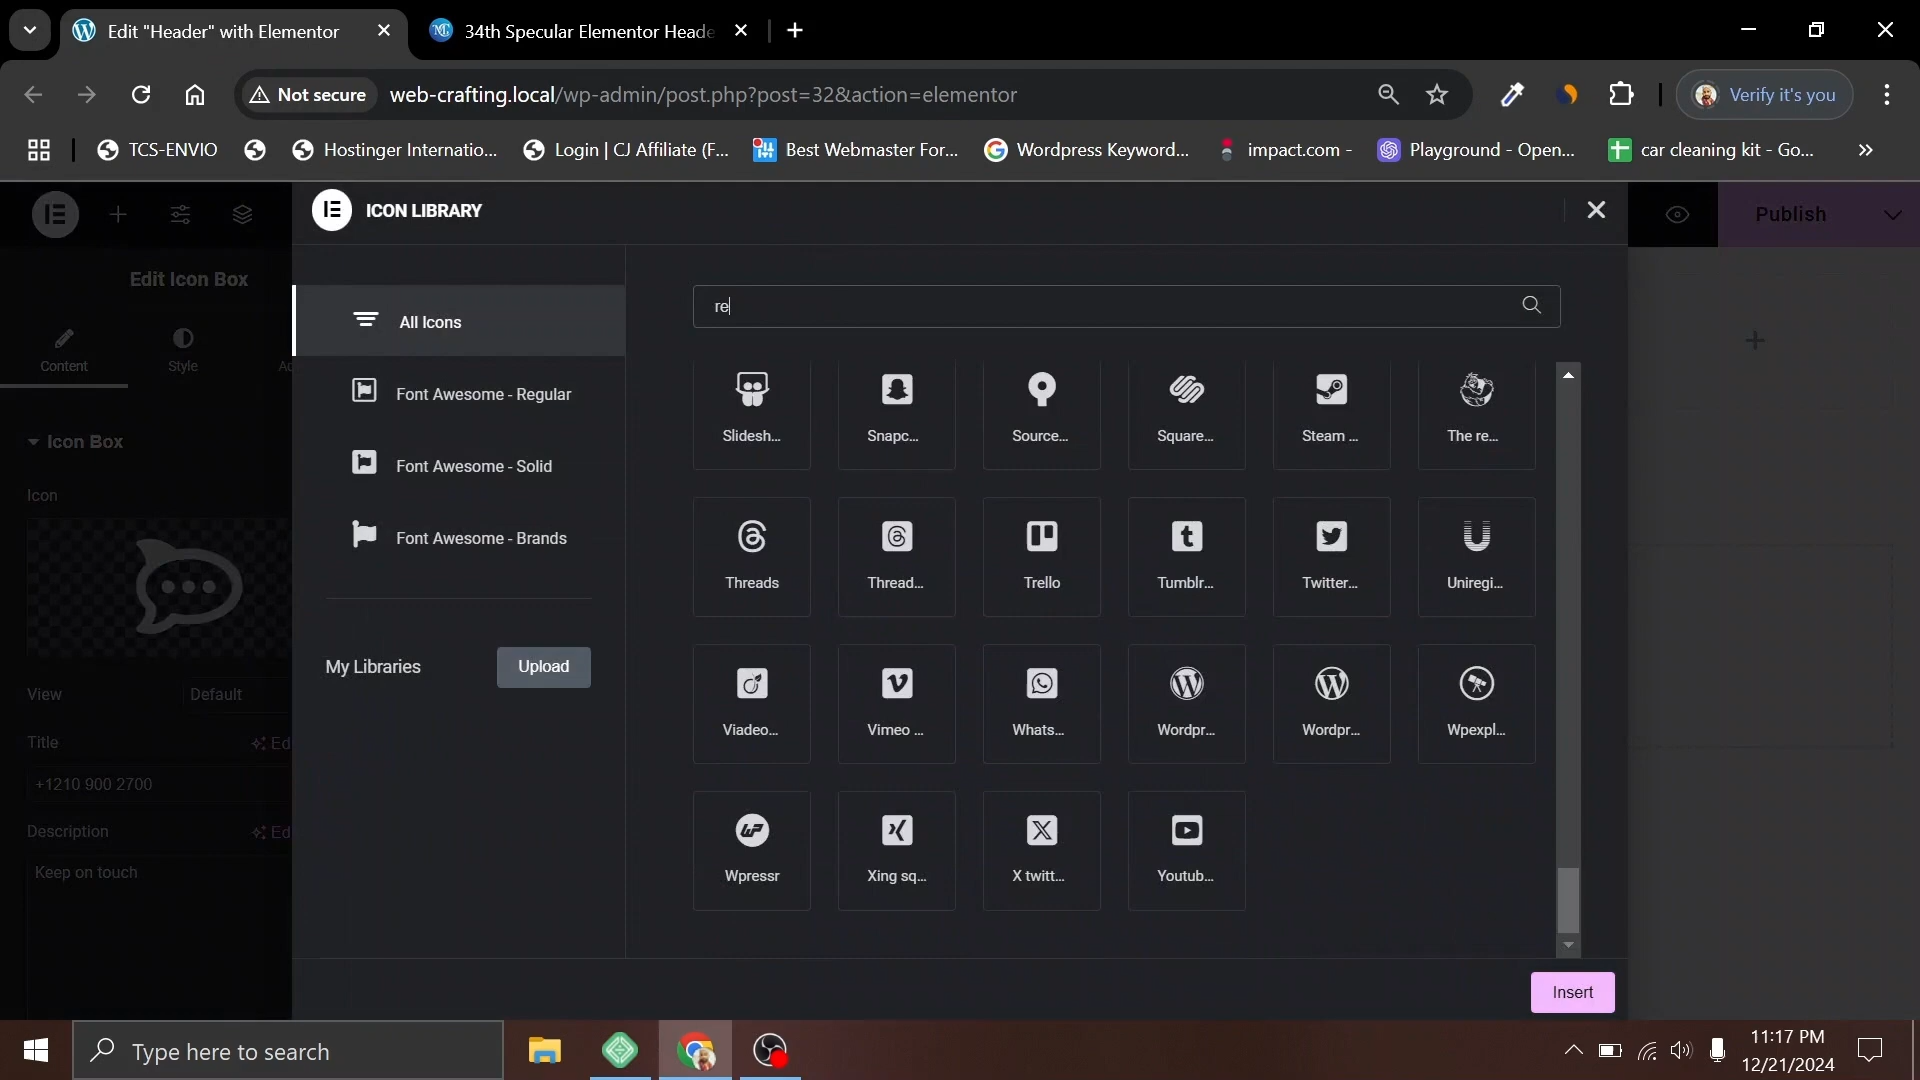 Edit "Header" with Elementor
34th Specular Elementor Heade
Not secure
web-crafting.local/wp-admin/post.php?post=32&action=elementor
Verify it's you
TCS-ENVIO
Hostinger Internatio...
Login | CJ Affiliate (F...
Best Webmaster For...
Wordpress Keyword...
impact.com -
Playground - Open...
car cleaning kit - Go...
ICON LIBRARY
Publish
Edit Icon Box
Content
Style
All Icons
Font Awesome - Regular
Font Awesome - Solid
Font Awesome - Brands
My Libraries
Upload
Icon Box
Icon
View
Default
Title
Ed
+1210 900 2700
Description
Ed
Keep on touch
re
Slidesh...
Snapc...
Source...
Square...
Steam ...
The re...
Threads
Thread...
Trello
Tumblr...
Twitter...
Uniregi...
Viadeo...
Vimeo ...
Whats...
Wordpr...
Wordpr...
Wpexpl...
Wpressr
Xing sq...
X twitt...
Youtub...
Insert
Type here to search
11:17 PM
12/21/2024